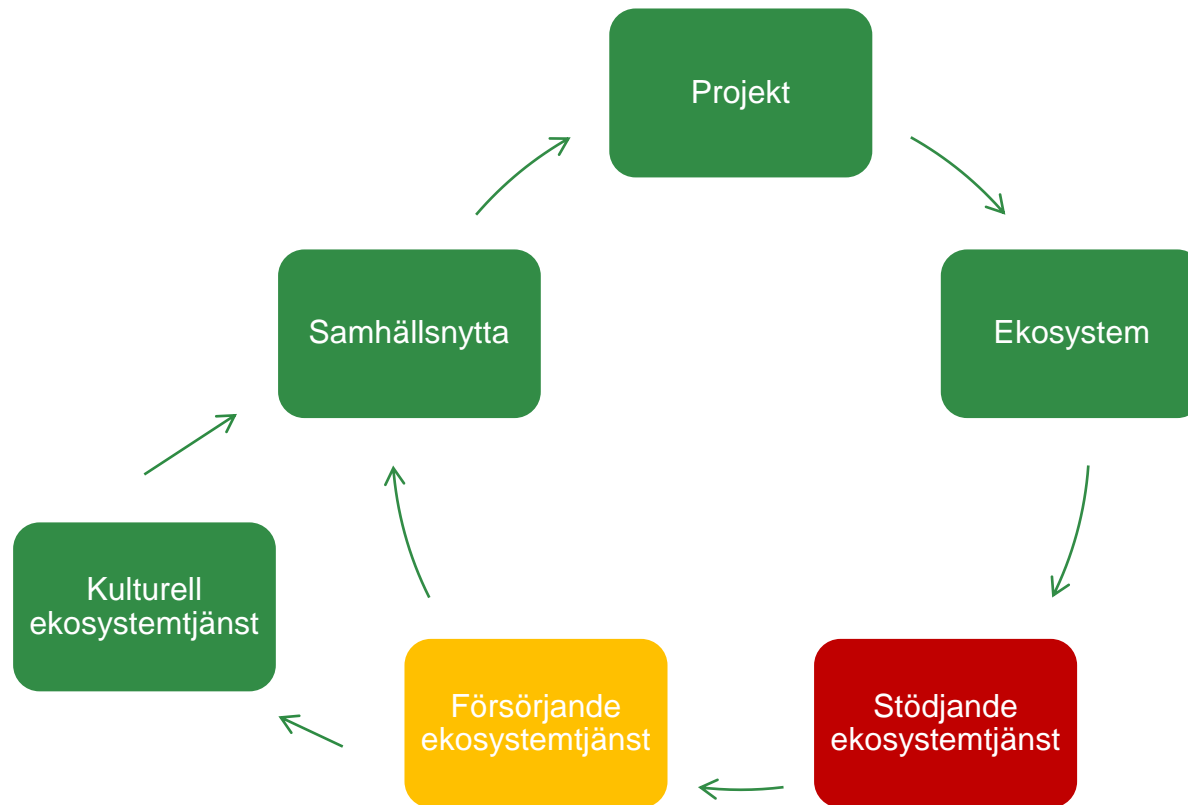 Projekt
Samhällsnytta
Ekosystem
Kulturell
ekosystemtjänst
Försörjande
ekosystemtjänst
Stödjande
ekosystemtjänst